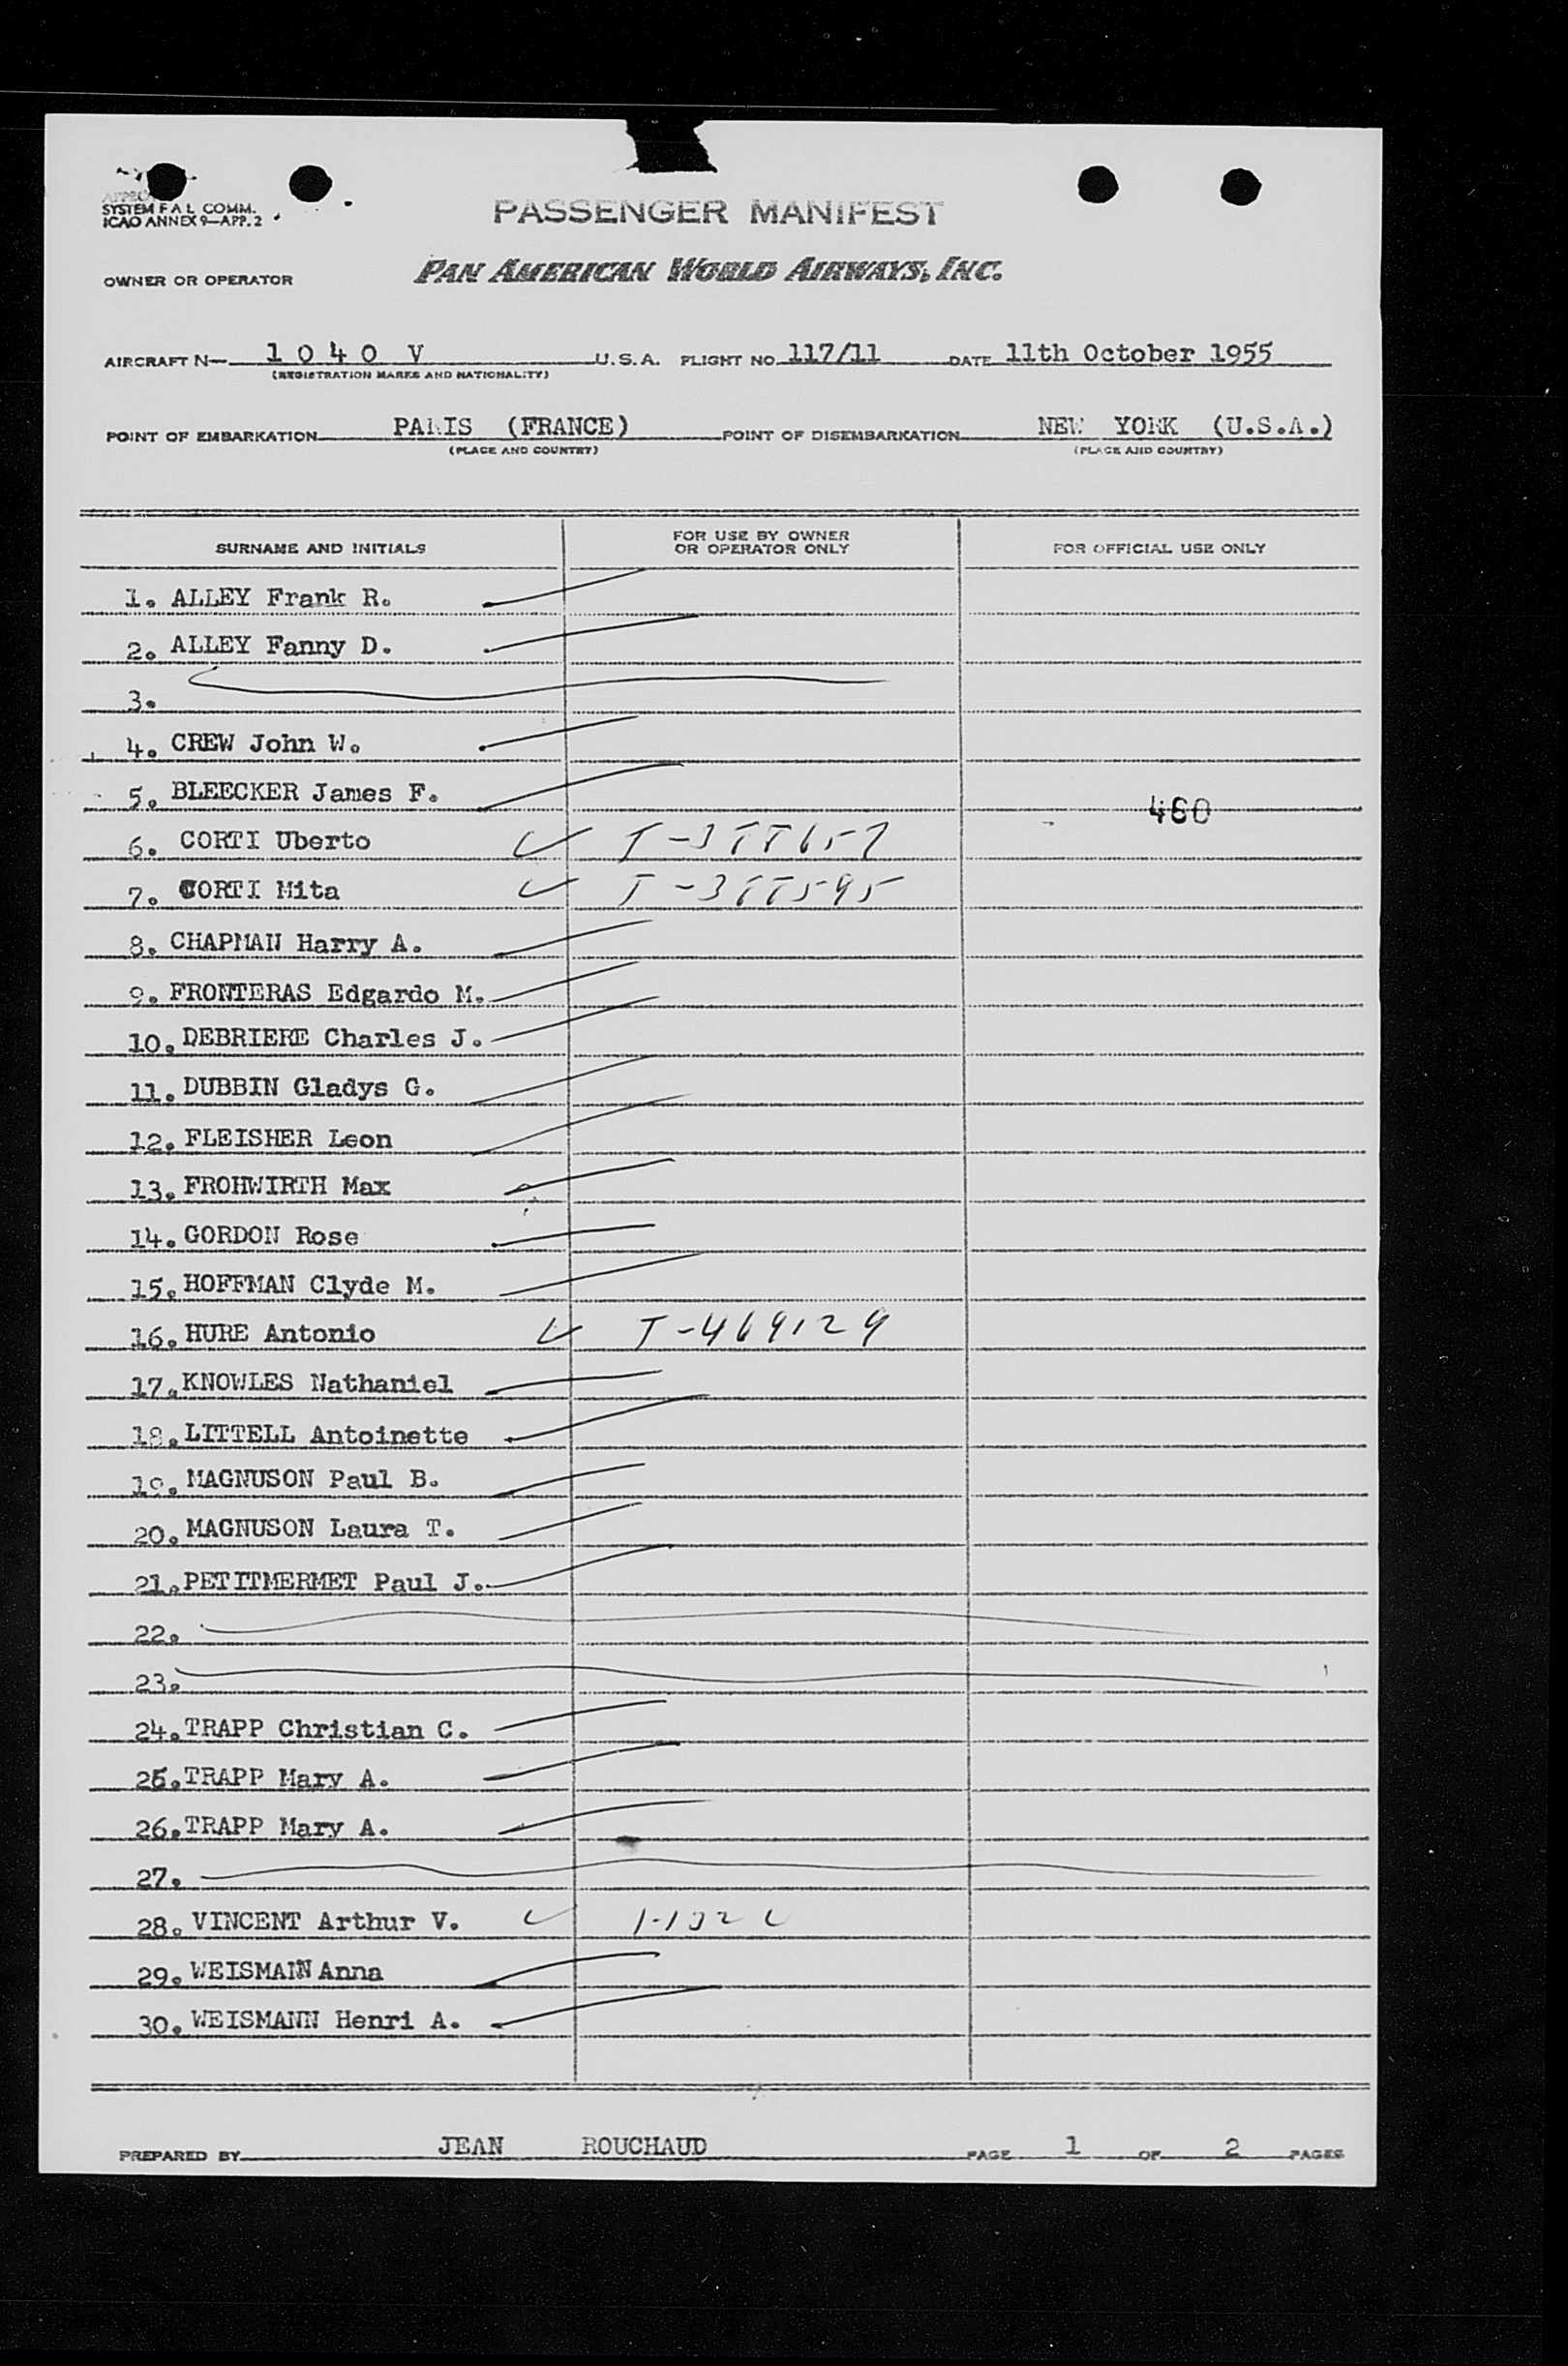 SYSTEM F A L COMM.
ICAO ANNEX 9—APP. 2
PASSENGER MANIFEST
OWNER OR OPERATOR PAN AMERICAN WORLD AIRWAYS, INC.
AIRCRAFT N— 1 0 4 0 V U.S.A. FLIGHT NO. 117/11 DATE 11th October 1955
(REGISTRATION MARKS AND NATIONALITY)
POINT OF EMBARKATION PARIS (FRANCE) POINT OF DISEMBARKATION NEW YORK (U.S.A.)
(PLACE AND COUNTRY) (PLACE AND COUNTRY)
SURNAME AND INITIALS FOR USE BY OWNER OR OPERATOR ONLY FOR OFFICIAL USE ONLY
1. ALLEY Frank R.
2. ALLEY Fanny D.
3.
4. CREW John W.
5. BLEECKER James F.
460
6. CORTI Uberto
7. CORTI Mita
8. CHAPMAN Harry A.
9. FRONTERAS Edgardo M.
10. DEBRIERE Charles J.
11. DUBBIN Gladys G.
12. FLEISHER Leon
13. FROHWIRTH Max
14. GORDON Rose
15. HOFFMAN Clyde M.
16. HURE Antonio T-469129
17. KNOWLES Nathaniel
18. LITTELL Antoinette
19. MAGNUSON Paul B.
20. MAGNUSON Laura T.
21. PETITMERMET Paul J.
22.
23.
24. TRAPP Christian C.
25. TRAPP Mary A.
26. TRAPP Mary A.
27.
28. VINCENT Arthur V.
29. WEISMANN Anna
30. WEISMANN Henri A.
PREPARED BY JEAN ROUCHAUD PAGE 1 OF 2 PAGES